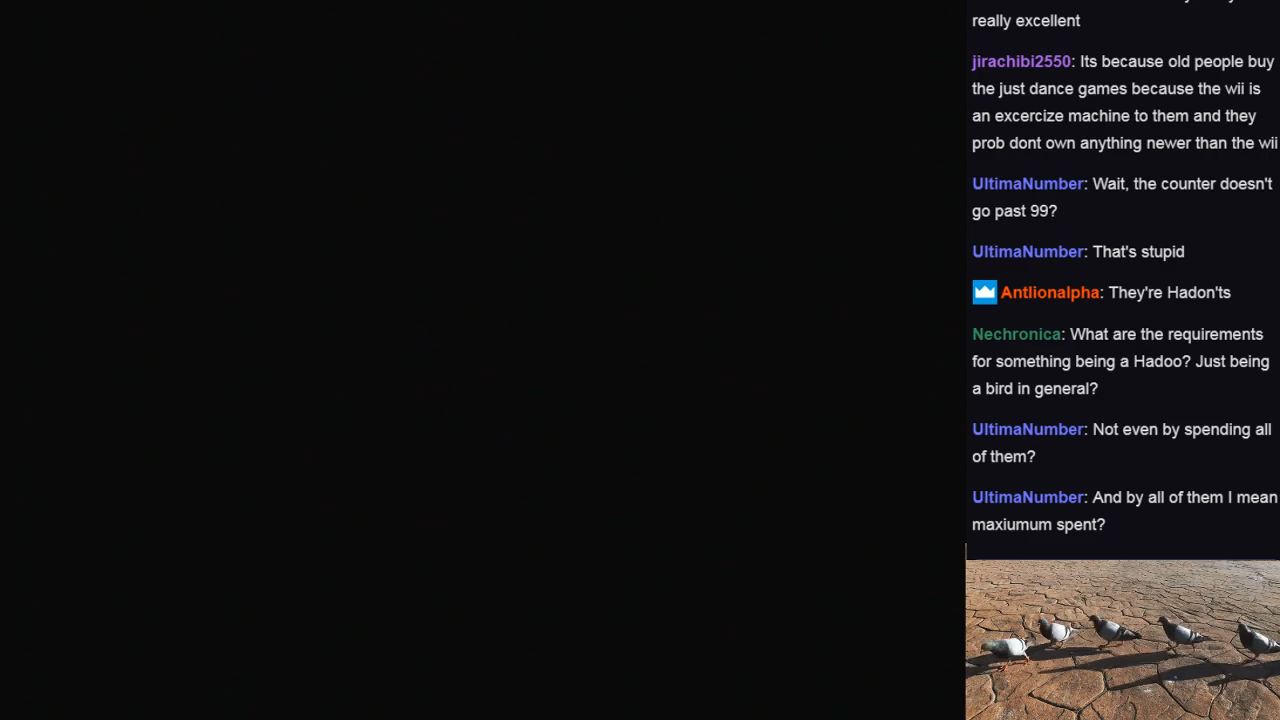 really excellent
jirachibi2550: Its because old people buy
the just dance games because the wii is
an excercize machine to them and they
prob dont own anything newer than the wii
UltimaNumber: Wait, the counter doesn't
go past 99?
UltimaNumber: That's stupid
Antlionalpha: They're Hadon'ts
Nechronica: What are the requirements
for something being a Hadoo? Just being
a bird in general?
UltimaNumber: Not even by spending all
of them?
UltimaNumber: And by all of them I mean
maxiumum spent?